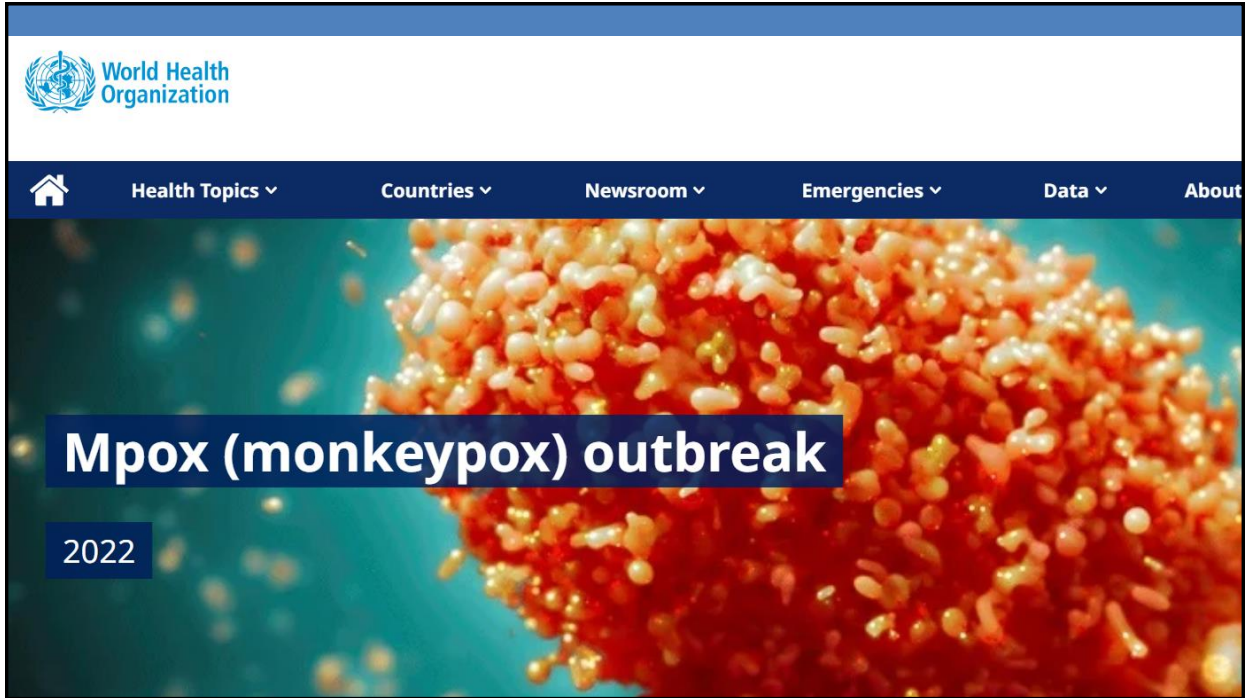 World Health
Organization
Health Topics Countries Newsroom Emergencies Data About
Mpox (monkeypox) outbreak
2022